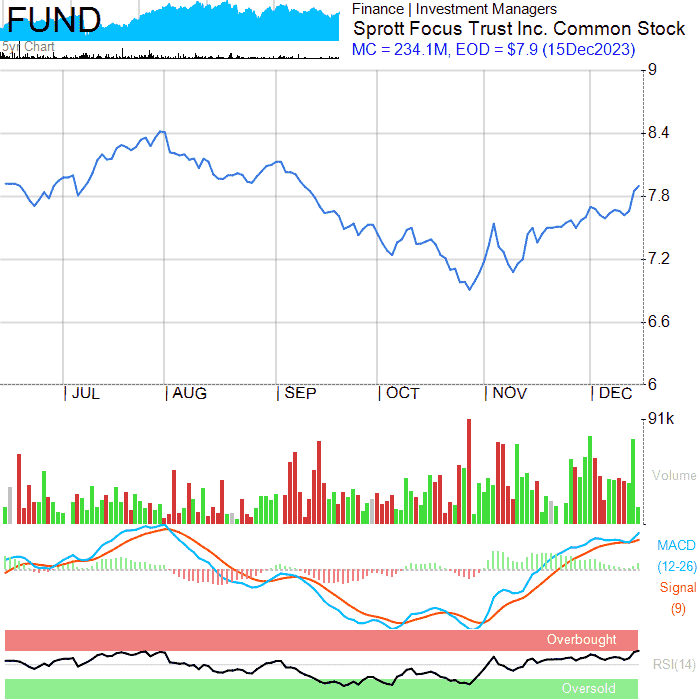 FUND
5yr Chart
Finance | Investment Managers
Sprott Focus Trust Inc. Common Stock
MC = 234.1M, EOD = $7.9 (15Dec2023)
9
8.4
7.8
7.2
6.6
6
JUL AUG SEP OCT NOV DEC
91k
Volume
MACD
(12-26)
Signal
(9)
Overbought
RSI(14)
Oversold